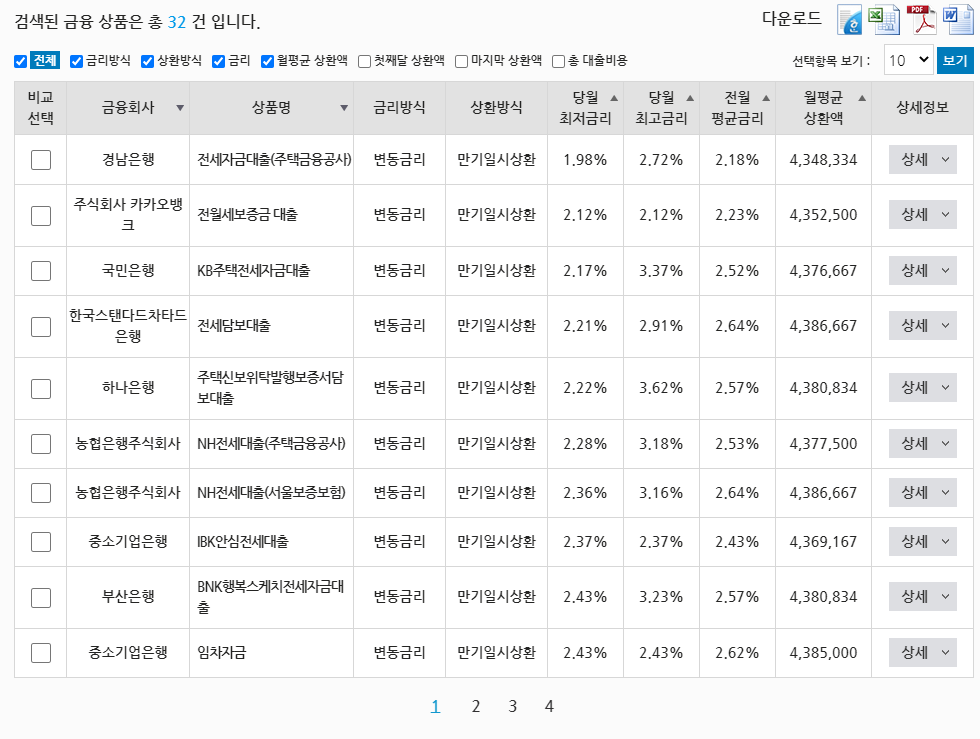 검색된 금융 상품은 총 32 건 입니다.
다운로드
전체 금리방식 상환방식 금리 월평균 상환액 첫째달 상환액 마지막 상환액 총 대출비용
선택항목 보기 : 10 보기
비교 선택 금융회사 ▼ 상품명 ▼ 금리방식 상환방식 당월 최저금리 ▲ 당월 최고금리 ▲ 전월 평균금리 ▲ 월평균 상환액 ▲ 상세정보
경남은행 전세자금대출(주택금융공사) 변동금리 만기일시상환 1.98% 2.72% 2.18% 4,348,334 상세
주식회사 카카오뱅크 전월세보증금 대출 변동금리 만기일시상환 2.12% 2.12% 2.23% 4,352,500 상세
국민은행 KB주택전세자금대출 변동금리 만기일시상환 2.17% 3.37% 2.52% 4,376,667 상세
한국스탠다드차타드은행 전세담보대출 변동금리 만기일시상환 2.21% 2.91% 2.64% 4,386,667 상세
하나은행 주택신보위탁발행보증서담보대출 변동금리 만기일시상환 2.22% 3.62% 2.57% 4,380,834 상세
농협은행주식회사 NH전세대출(주택금융공사) 변동금리 만기일시상환 2.28% 3.18% 2.53% 4,377,500 상세
농협은행주식회사 NH전세대출(서울보증보험) 변동금리 만기일시상환 2.36% 3.16% 2.64% 4,386,667 상세
중소기업은행 IBK안심전세대출 변동금리 만기일시상환 2.37% 2.37% 2.43% 4,369,167 상세
부산은행 BNK행복스케치전세자금대출 변동금리 만기일시상환 2.43% 3.23% 2.57% 4,380,834 상세
중소기업은행 임차자금 변동금리 만기일시상환 2.43% 2.43% 2.62% 4,385,000 상세
1 2 3 4